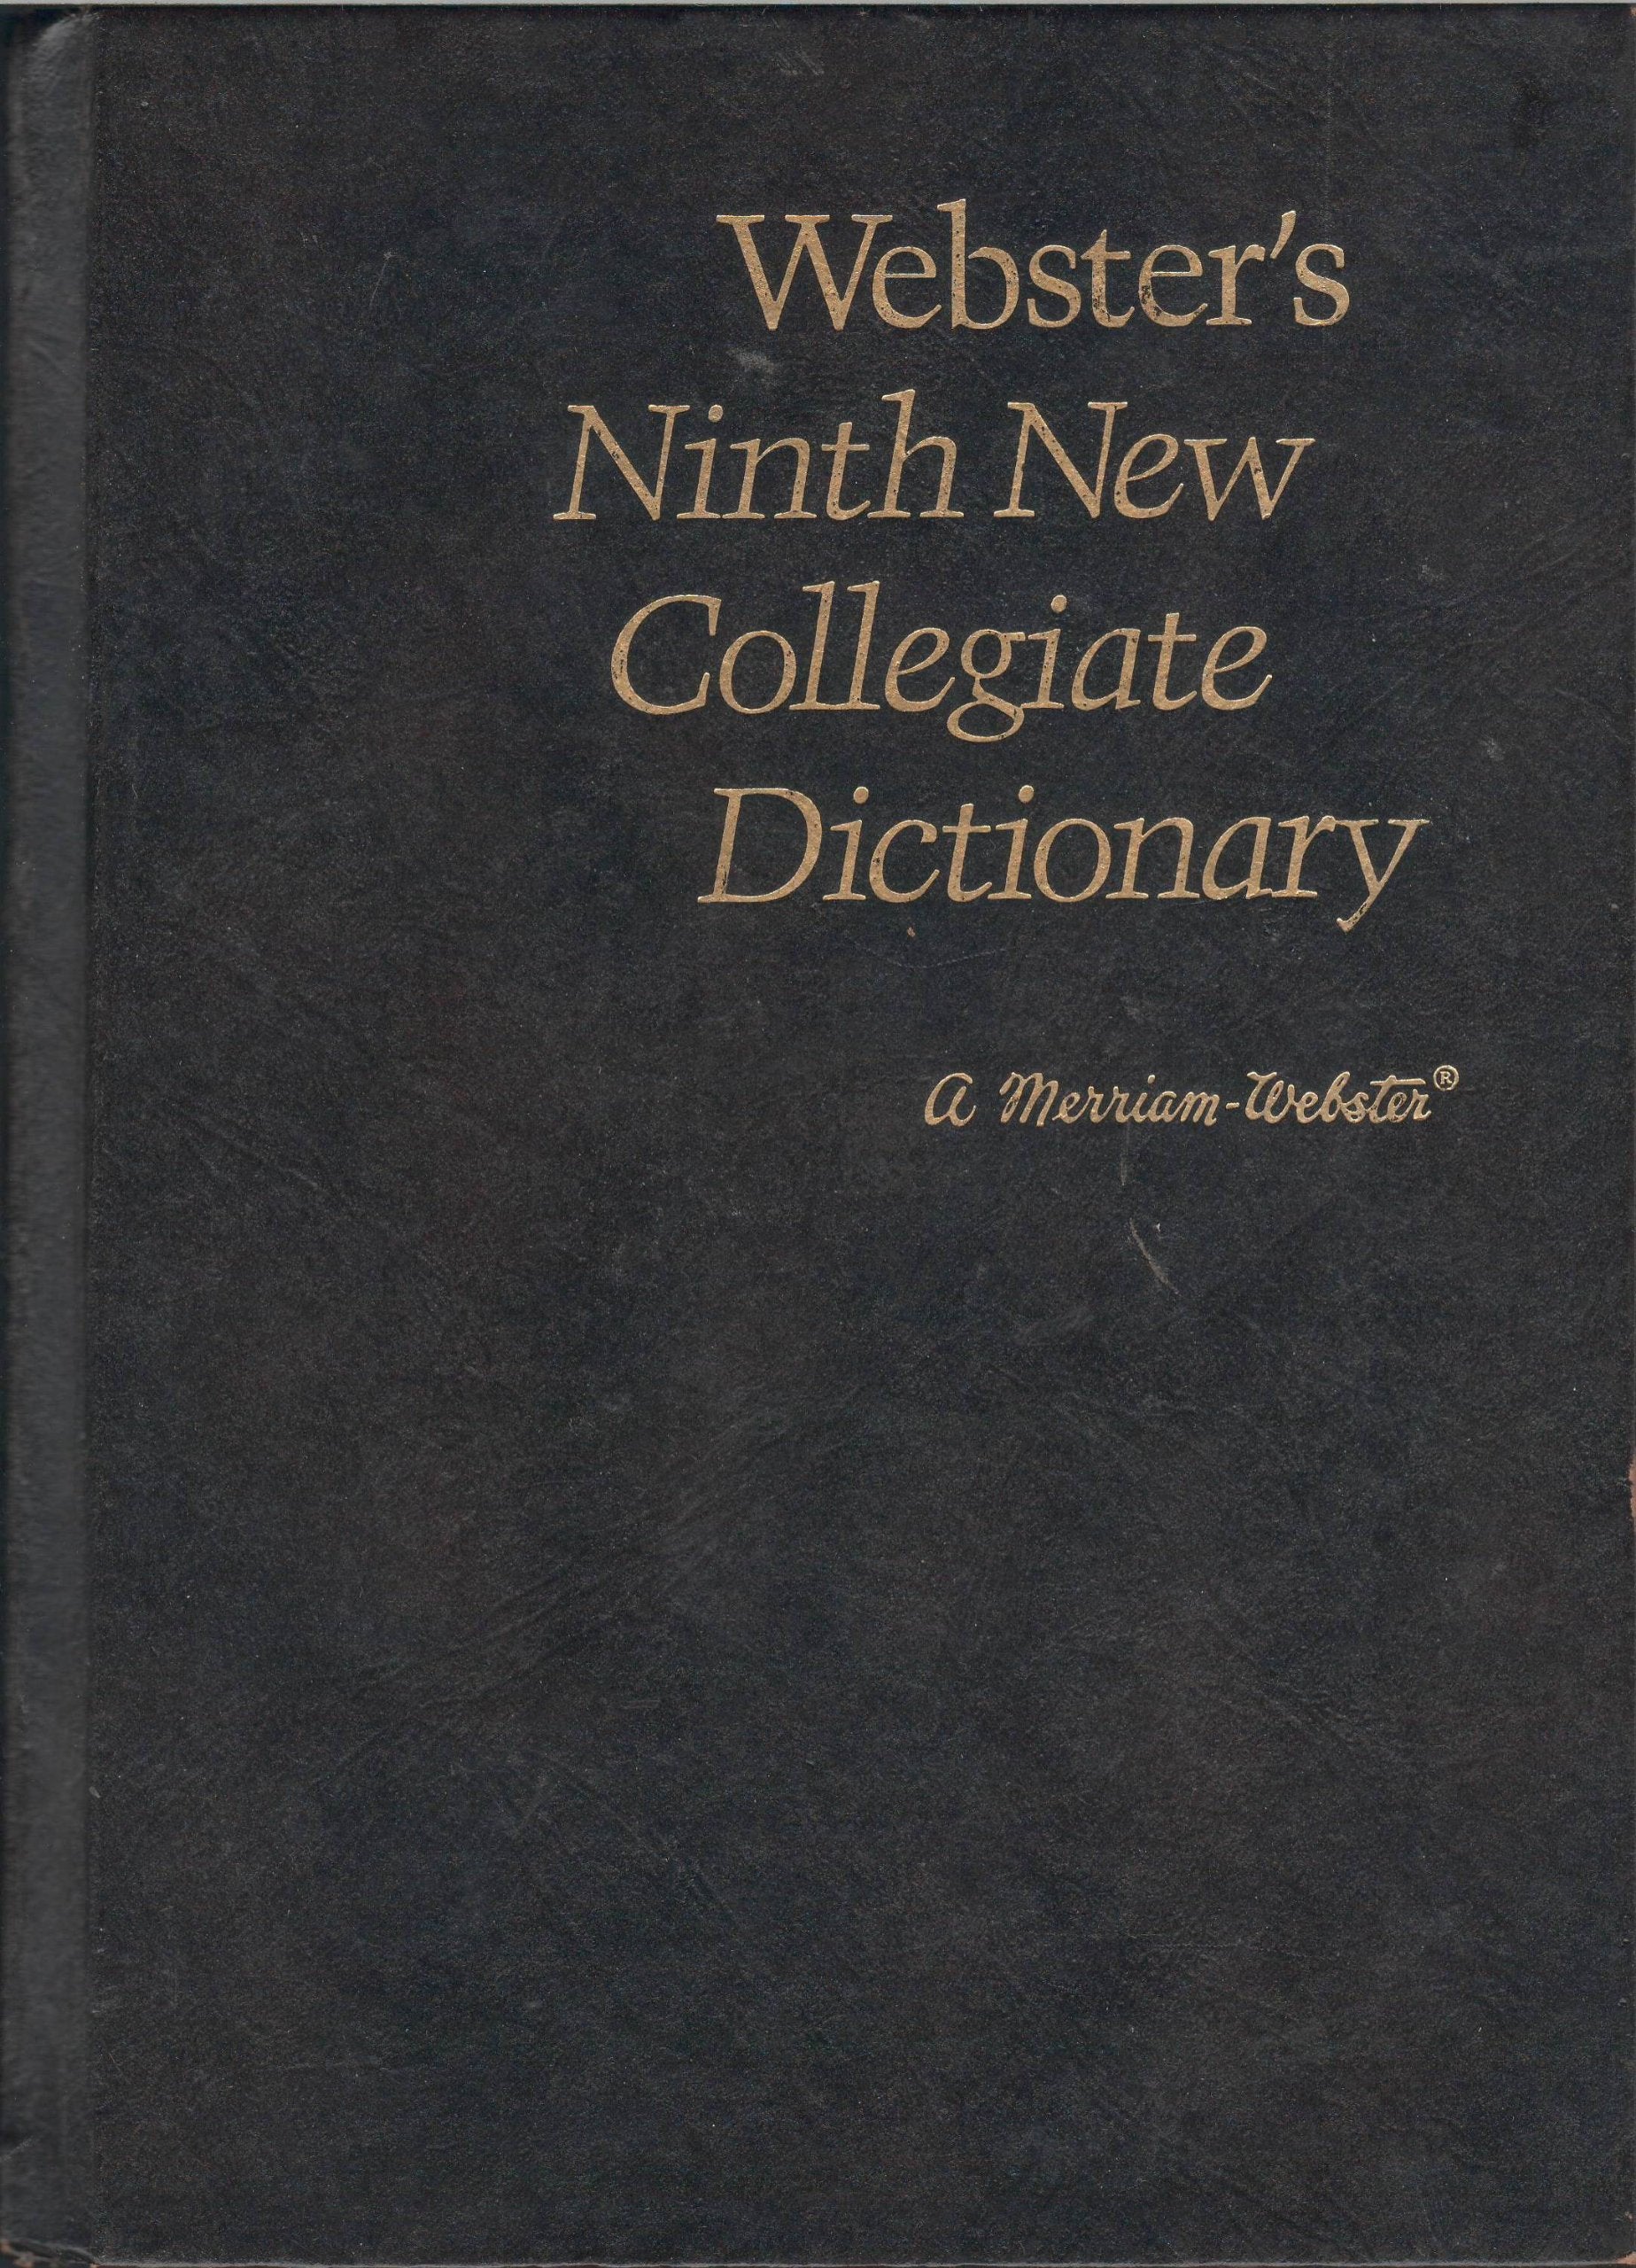 Webster's
Ninth New
Collegiate
Dictionary
A Merriam-Webster®